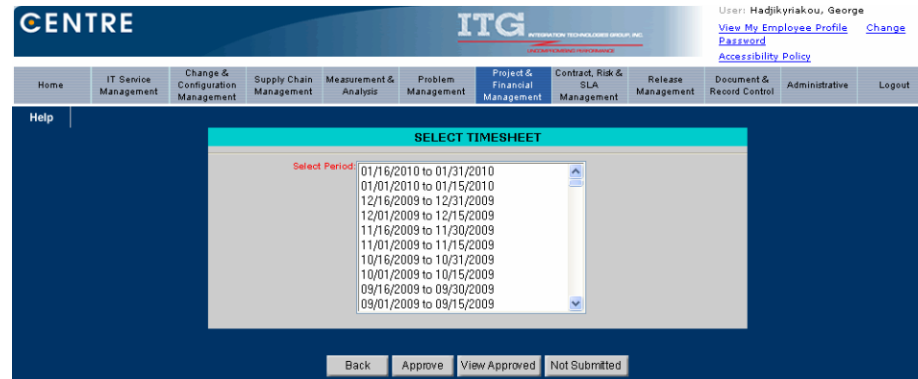 CENTRE
ITG INTEGRATION TECHNOLOGIES GROUP, INC.
UNCOMPROMISING PERFORMANCE
User: Hadjikyriakou, George
View My Employee Profile Change
Password
Accessibility Policy
Home
IT Service
Management
Change &
Configuration
Management
Supply Chain
Management
Measurement &
Analysis
Problem
Management
Project &
Financial
Management
Contract, Risk &
SLA
Management
Release
Management
Document &
Record Control
Administrative
Logout
Help
SELECT TIMESHEET
Select Period:
01/16/2010 to 01/31/2010
01/01/2010 to 01/15/2010
12/16/2009 to 12/31/2009
12/01/2009 to 12/15/2009
11/16/2009 to 11/30/2009
11/01/2009 to 11/15/2009
10/16/2009 to 10/31/2009
10/01/2009 to 10/15/2009
09/16/2009 to 09/30/2009
09/01/2009 to 09/15/2009
Back Approve View Approved Not Submitted